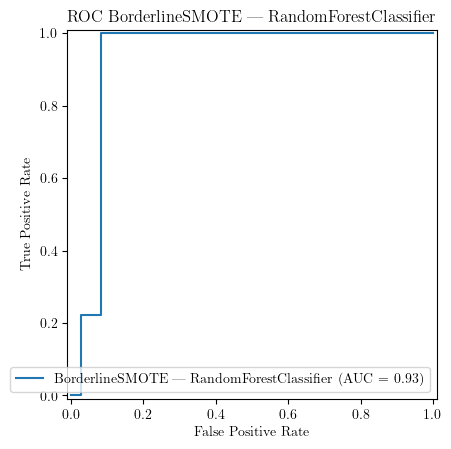 ROC BorderlineSMOTE — RandomForestClassifier
1.0
0.8
0.6
0.4
0.2
0.0
True Positive Rate
BorderlineSMOTE — RandomForestClassifier (AUC = 0.93)
0.0 0.2 0.4 0.6 0.8 1.0
False Positive Rate